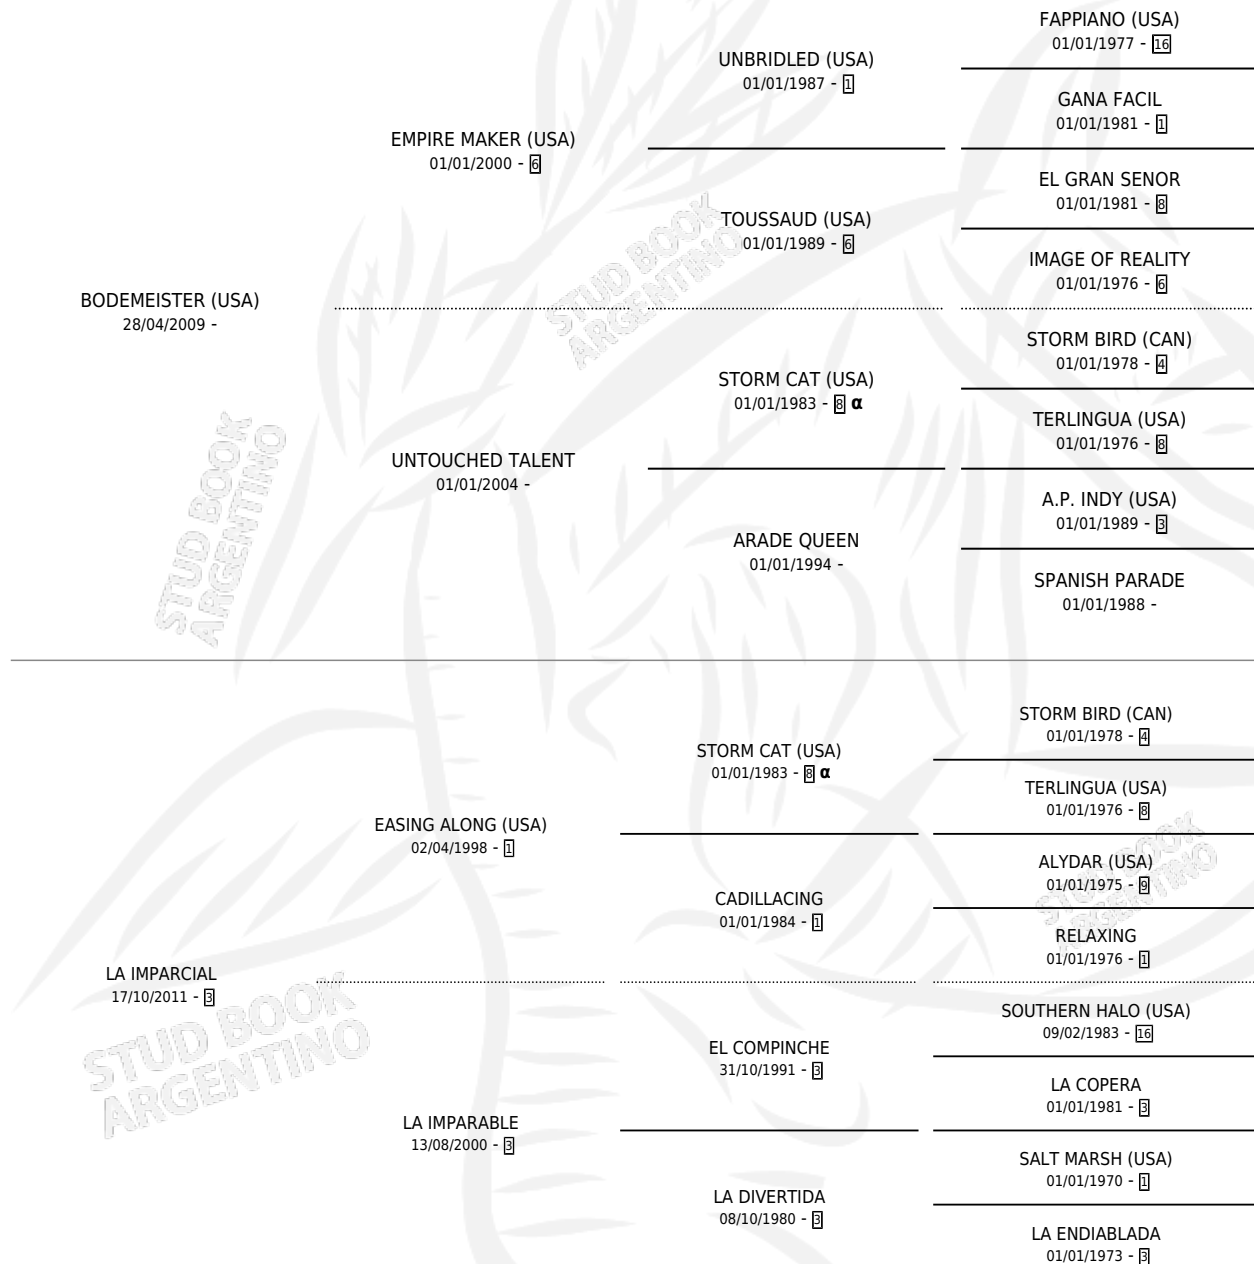 FAPPIANO (USA)
01/01/1977 - 16
UNBRIDLED (USA)
01/01/1987 - 1
GANA FACIL
01/01/1981 - 1
EMPIRE MAKER (USA)
01/01/2000 - 6
EL GRAN SENOR
01/01/1981 - 8
TOUSSAUD (USA)
01/01/1989 - 6
IMAGE OF REALITY
01/01/1976 - 6
BODEMEISTER (USA)
28/04/2009 -
STORM BIRD (CAN)
01/01/1978 - 4
STORM CAT (USA)
01/01/1983 - 8 α
TERLINGUA (USA)
01/01/1976 - 8
UNTOUCHED TALENT
01/01/2004 -
A.P. INDY (USA)
01/01/1989 - 3
ARADE QUEEN
01/01/1994 -
SPANISH PARADE
01/01/1988 -
STORM BIRD (CAN)
01/01/1978 - 4
STORM CAT (USA)
01/01/1983 - 8 α
TERLINGUA (USA)
01/01/1976 - 8
EASING ALONG (USA)
02/04/1998 - 1
ALYDAR (USA)
01/01/1975 - 9
CADILLACING
01/01/1984 - 1
RELAXING
01/01/1976 - 1
LA IMPARCIAL
17/10/2011 - 3
SOUTHERN HALO (USA)
09/02/1983 - 16
EL COMPINCHE
31/10/1991 - 3
LA COPERA
01/01/1981 - 3
LA IMPARABLE
13/08/2000 - 3
SALT MARSH (USA)
01/01/1970 - 1
LA DIVERTIDA
08/10/1980 - 3
LA ENDIABLADA
01/01/1973 - 3
STUD BOOK
ARGENTINO
STUD BOOK
ARGENTINO
STUD BOOK
ARGENTINO
STUD BOOK
ARGENTINO